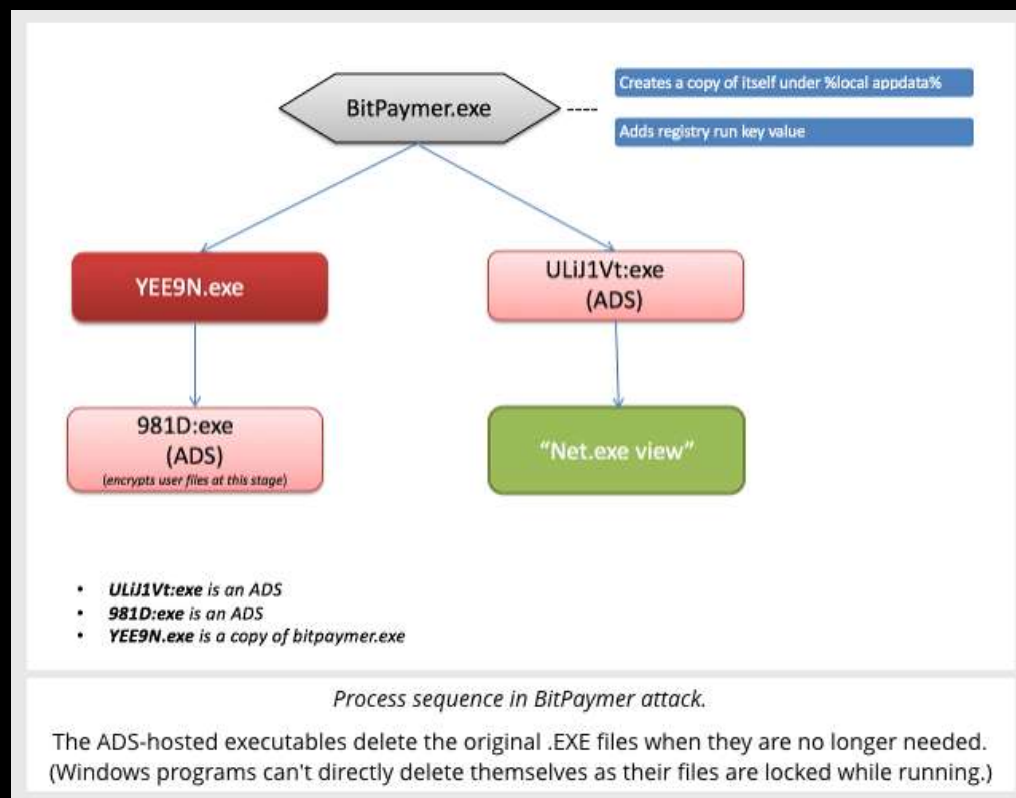 BitPaymer.exe
Creates a copy of itself under %local appdata%
Adds registry run key value
YEE9N.exe
ULiJ1Vt:exe
(ADS)
981D:exe
(ADS)
(encrypts user files at this stage)
“Net.exe view”
• ULiJ1Vt:exe is an ADS
• 981D:exe is an ADS
• YEE9N.exe is a copy of bitpaymer.exe
Process sequence in BitPaymer attack.
The ADS-hosted executables delete the original .EXE files when they are no longer needed.
(Windows programs can't directly delete themselves as their files are locked while running.)